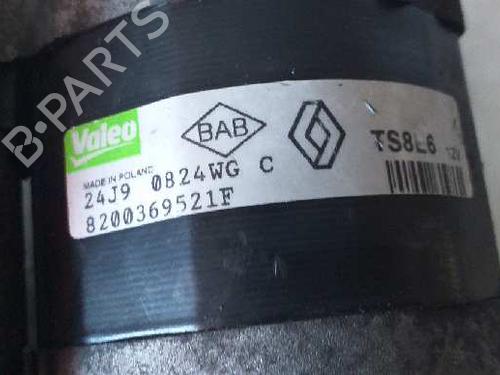 B-PARTS
Valeo
BAB
TS8L6 12V
MADE IN POLAND
24J9 0824WG C
8200369521F